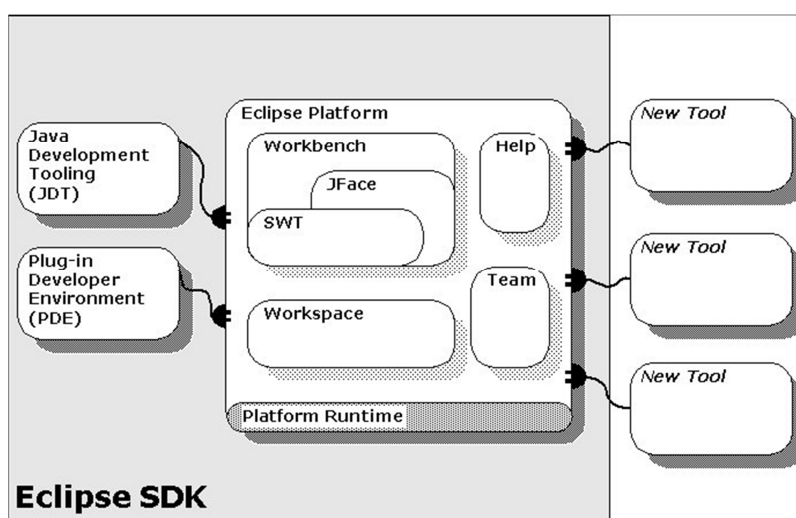 Eclipse Platform
Java
Development
Tooling
(JDT)
Workbench
JFace
SWT
Help
New Tool
Plug-in
Developer
Environment
(PDE)
Workspace
Team
New Tool
New Tool
Platform Runtime
Eclipse SDK